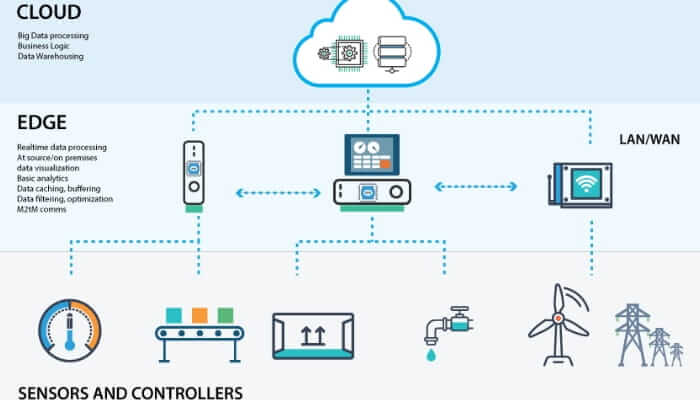 CLOUD
Big Data processing
Business Logic
Data Warehousing
EDGE
LAN/WAN
Realtime data processing
At source/on premises
data visualization
Basic analytics
Data caching, buffering
Data filtering, optimization
M2tM comms
SENSORS AND CONTROLLERS